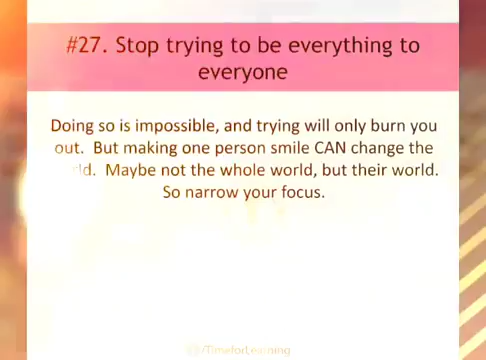 #27. Stop trying to be everything to
everyone
Doing so is impossible, and trying will only burn you
out. But making one person smile CAN change the
Maybe not the whole world, but their world.
So narrow your focus.
/TimeforLearning